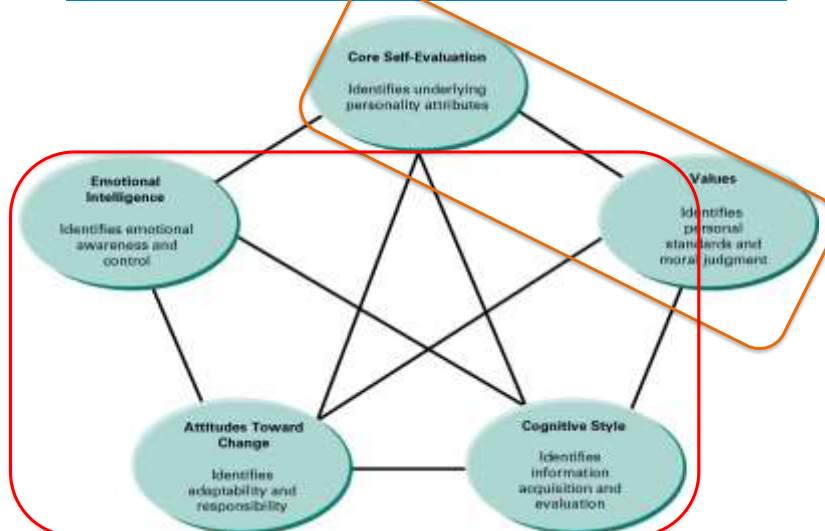 Core Self-Evaluation
Identifies underlying
personality attributes
Emotional
Intelligence
Identifies emotional
awareness and
control
Values
Identifies
personal
standards and
moral judgment
Attitudes Toward
Change
Identifies
adaptability and
responsibility
Cognitive Style
Identifies
information
acquisition and
evaluation